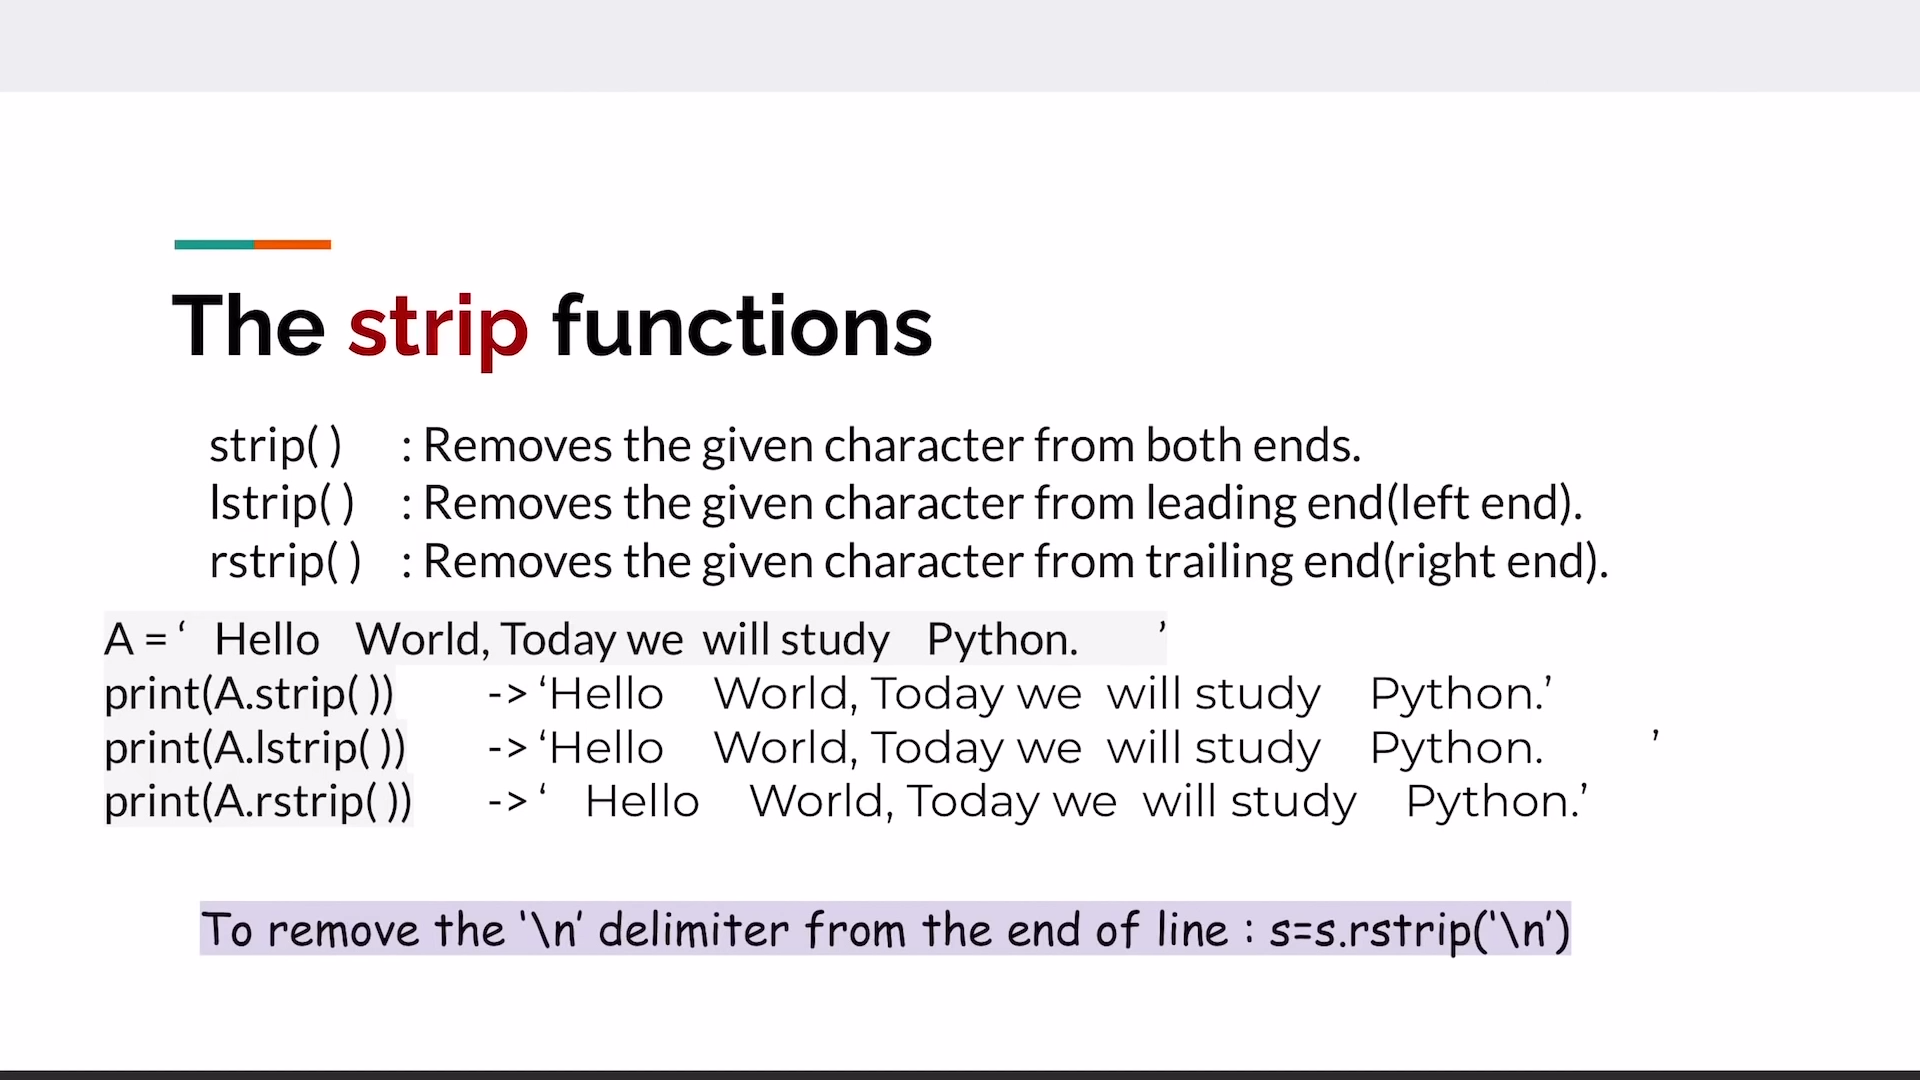 The strip functions
strip( ) : Removes the given character from both ends.
lstrip( ) : Removes the given character from leading end(left end).
rstrip( ) : Removes the given character from trailing end(right end).
A = ‘  Hello   World, Today we  will study   Python.      ’
print(A.strip( )) -> ‘Hello   World, Today we  will study   Python.’
print(A.lstrip( )) -> ‘Hello   World, Today we  will study   Python.      ’
print(A.rstrip( )) -> ‘  Hello   World, Today we  will study   Python.’
To remove the ‘\n’ delimiter from the end of line : s=s.rstrip(‘\n’)